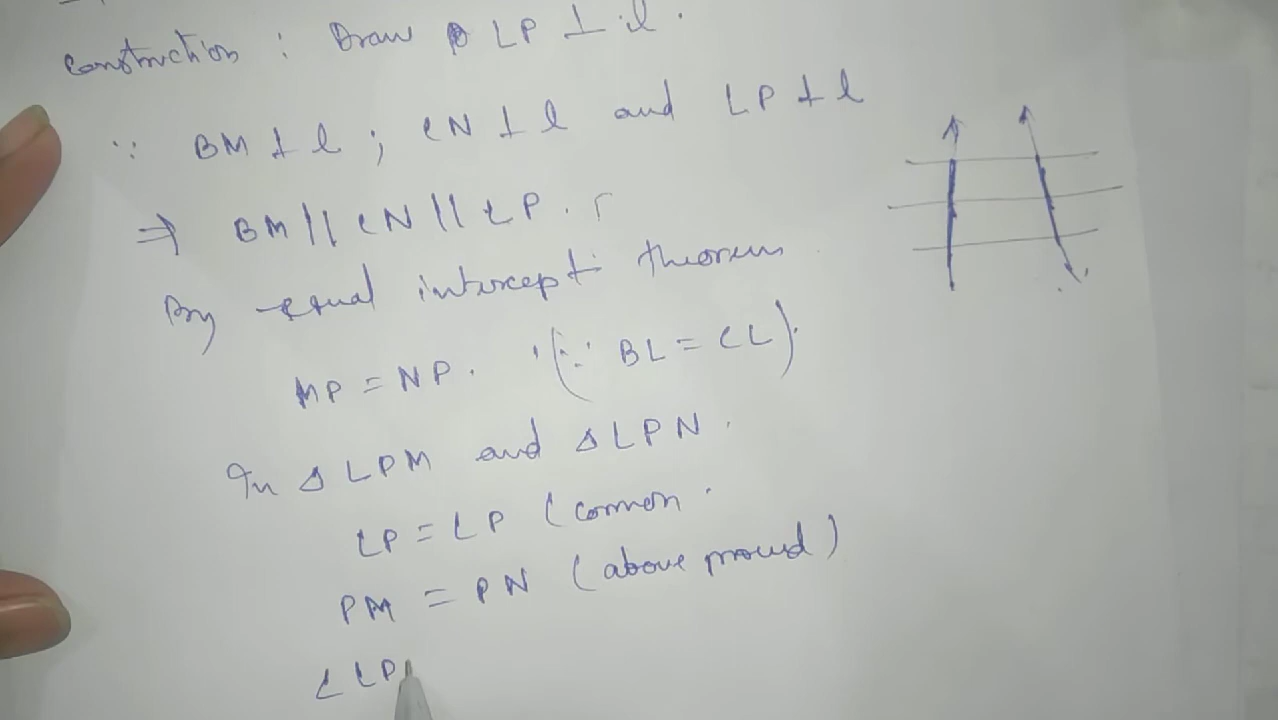 Construction : Draw LP ⊥ l.
∵ BM ⊥ l ; CN ⊥ l and LP ⊥ l
⇒ BM || CN || LP.
By equal intercept theorem
MP = NP. (∵ BL = CL).
In Δ LPM and Δ LPN.
LP = LP (common.
PM = PN (above proved)
∠ LP